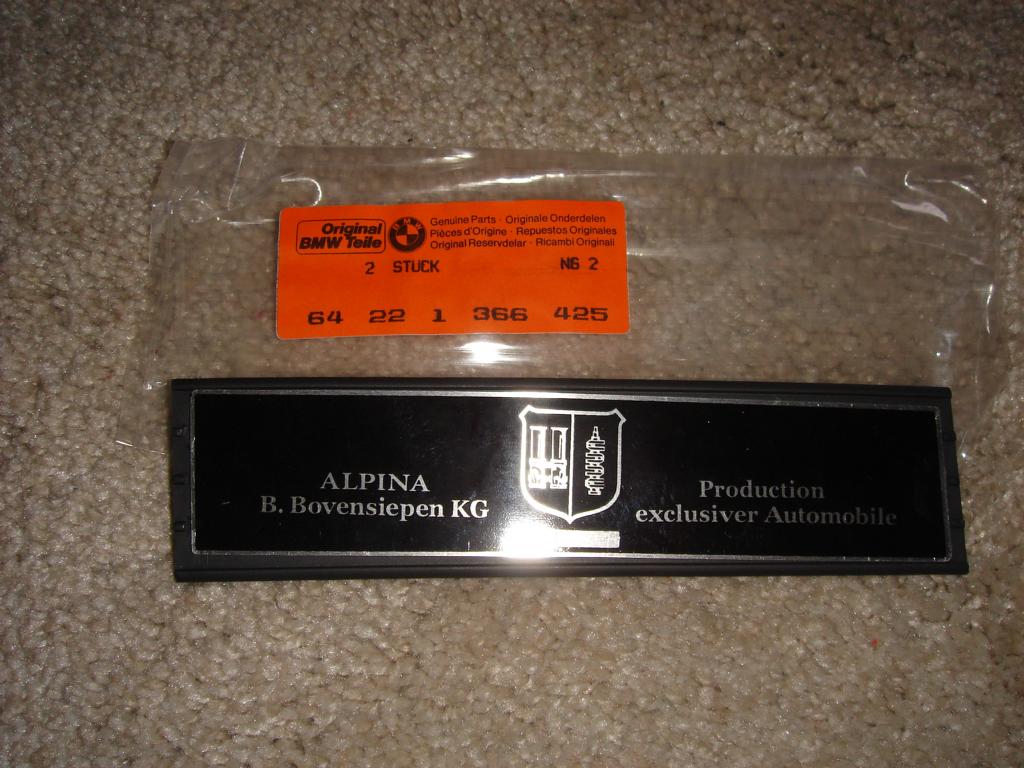 Original
BMW Teile
BMW
Genuine Parts · Originale Onderdelen
Pièces d'Origine · Repuestos Originales
Original Reservdelar · Ricambi Originali
2 STUCK NG 2
64 22 1 366 425
ALPINA
B. Bovensiepen KG
Production
exclusiver Automobile